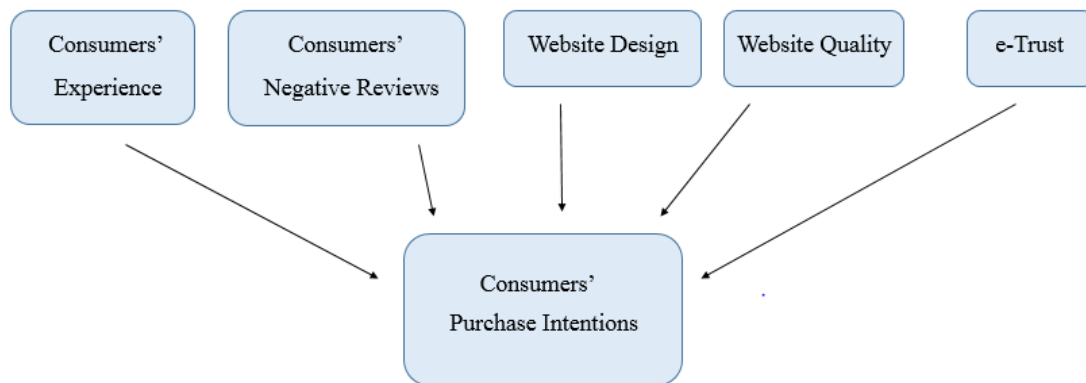 Consumers’
Experience
Consumers’
Negative Reviews
Website Design
Website Quality
e-Trust
Consumers’
Purchase Intentions